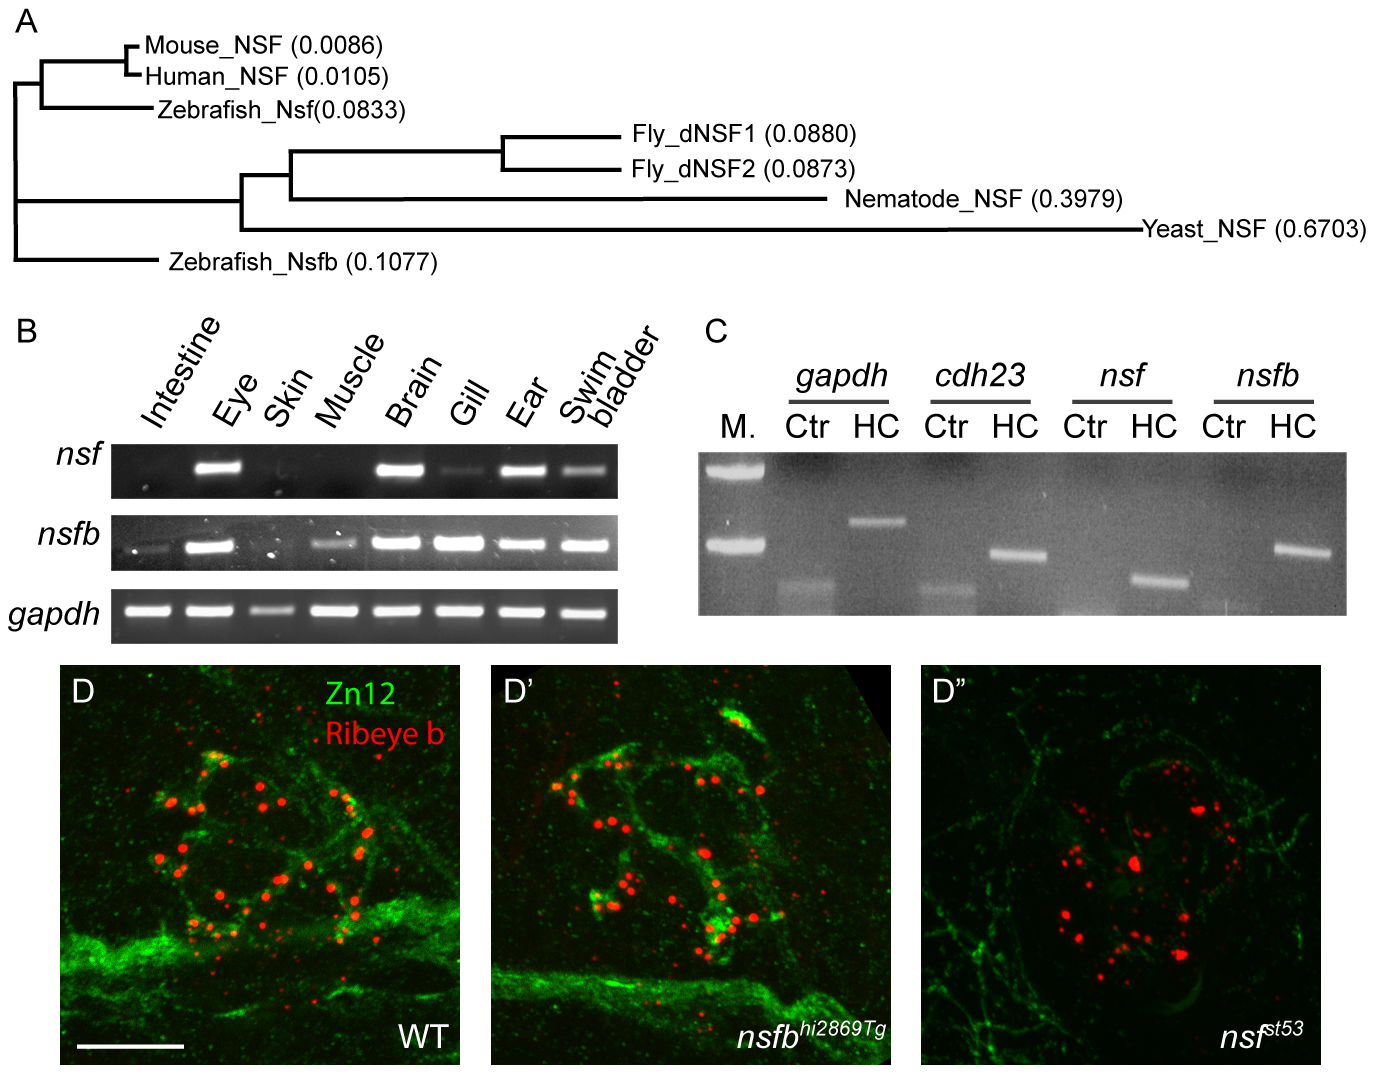 A
Mouse_NSF (0.0086)
Human_NSF (0.0105)
Zebrafish_Nsf(0.0833)
Fly_dNSF1 (0.0880)
Fly_dNSF2 (0.0873)
Nematode_NSF (0.3979)
Yeast_NSF (0.6703)
Zebrafish_Nsfb (0.1077)
B
Intestine
Eye
Skin
Muscle
Brain
Gill
Ear
Swim
bladder
nsf
nsfb
gapdh
C
gapdh cdh23 nsf nsfb
M. Ctr HC Ctr HC Ctr HC Ctr HC
D
Zn12
Ribeye b
WT
D’
nsfb hi2869Tg
D”
nsf st53